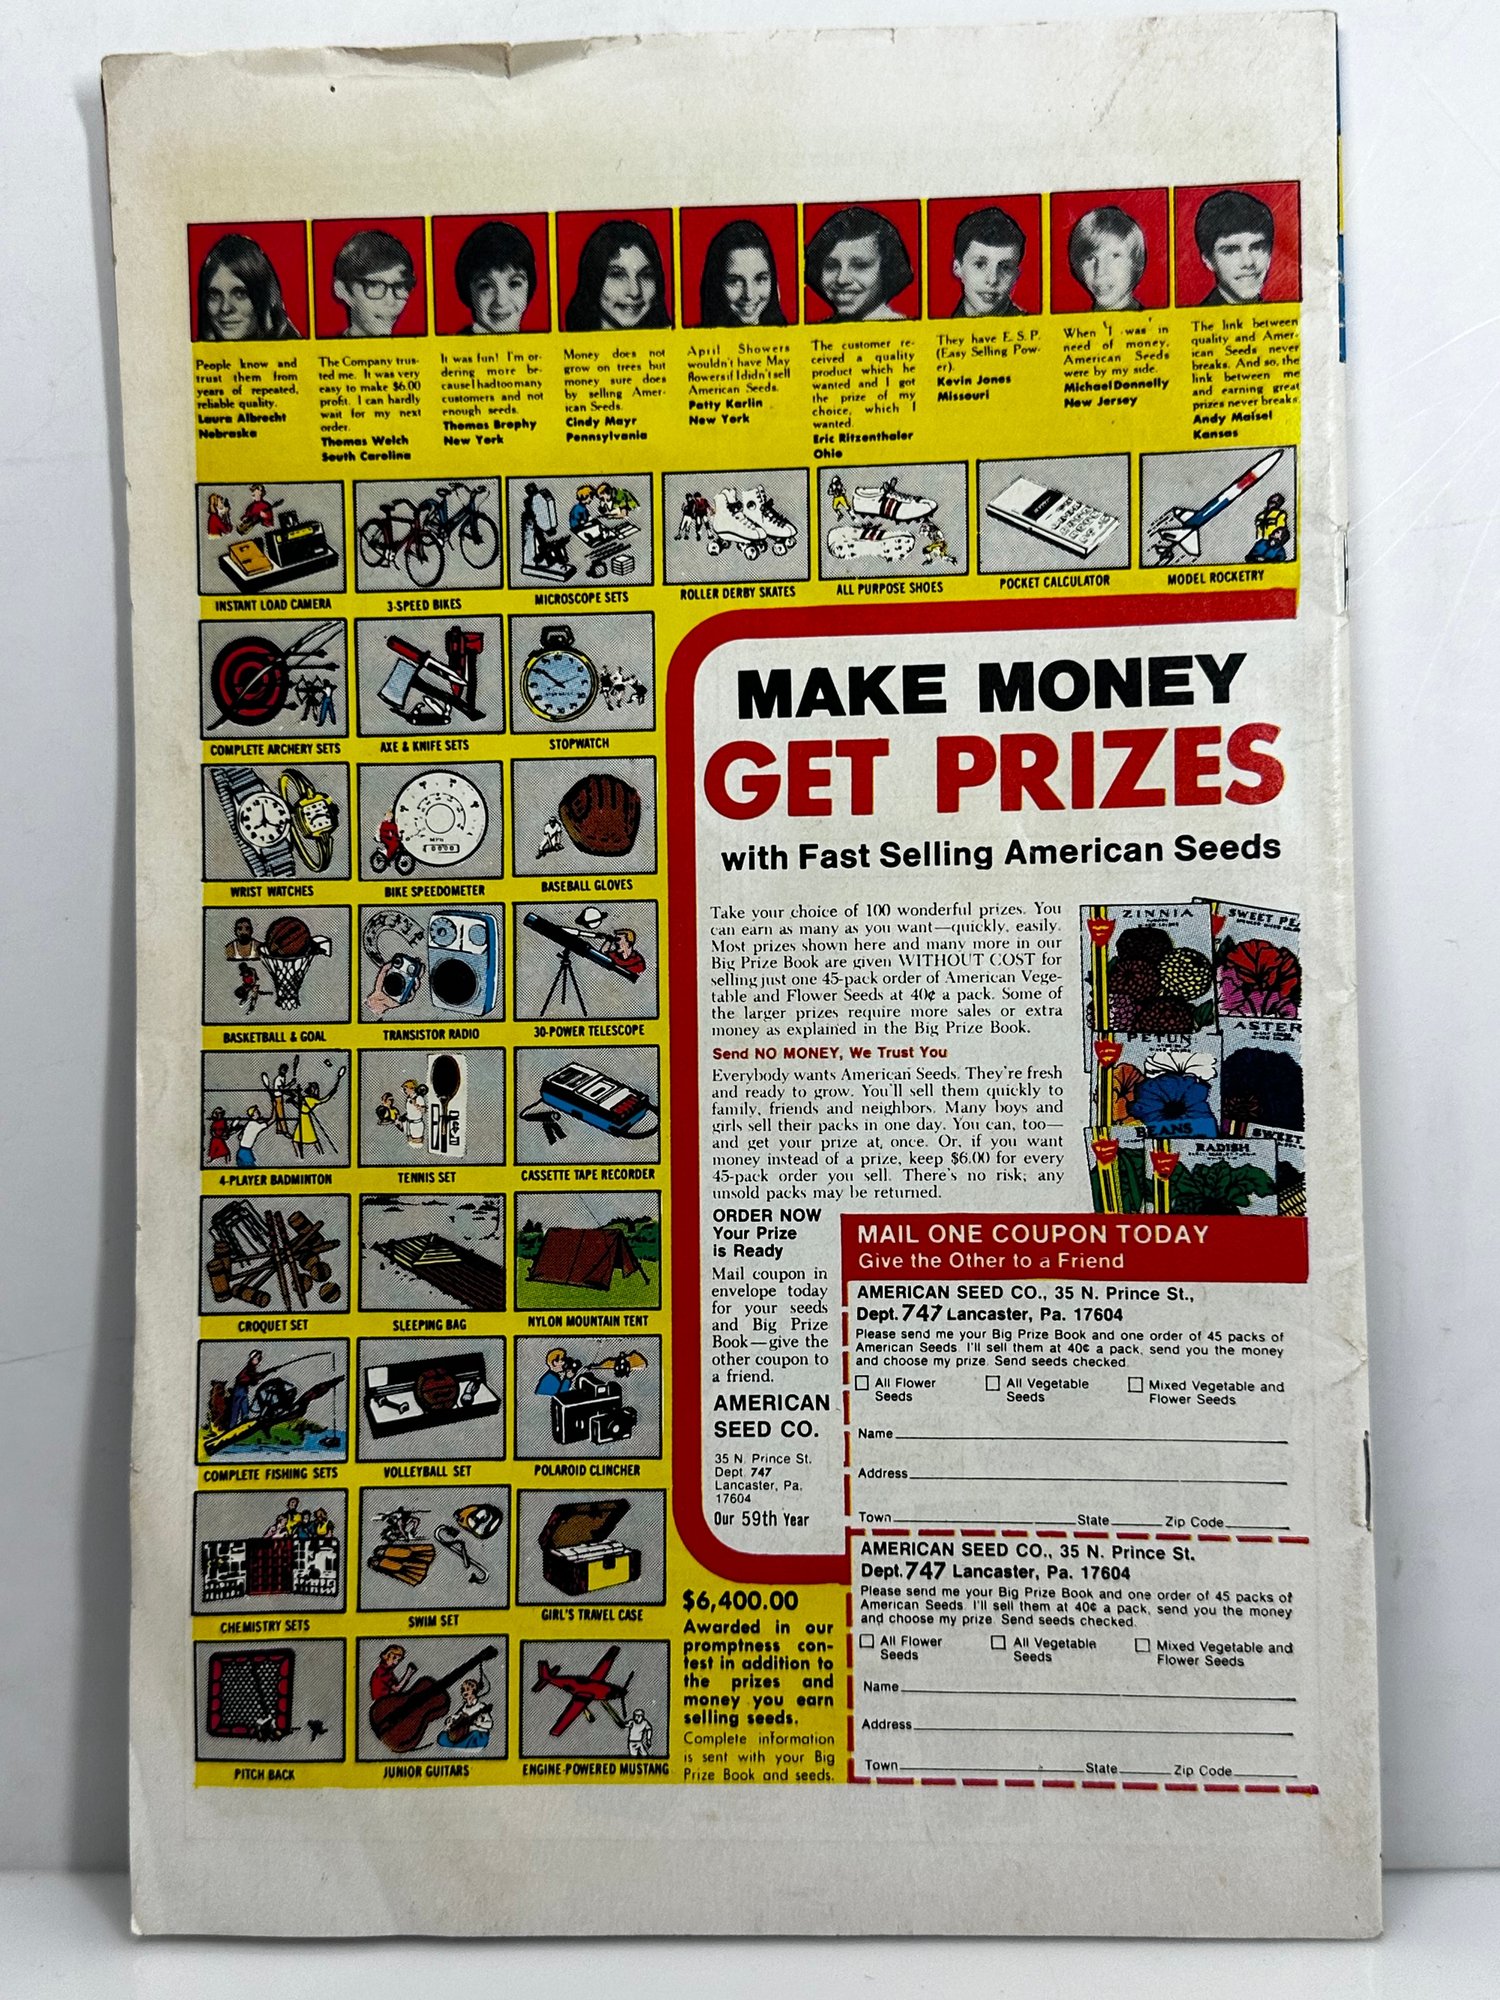 People know and
trust them from
years of repeated,
reliable quality.
Laura Albrecht
Nebraska
The Company trus-
ted me. It was very
easy to make $6.00
profit. I can hardly
wait for my next
order.
Thomas Welch
South Carolina
It was fun! I'm or-
dering more be-
cause I had too many
customers and not
enough seeds.
Thomas Brophy
New York
Money does not
grow on trees but
money sure does
by selling Amer-
ican Seeds.
Cindy Mayr
Pennsylvania
April Showers
wouldn't have May
flowers if I didn't sell
American Seeds.
Patty Karlin
New York
The customer re-
ceived a quality
product which he
wanted and I got
the prize of my
choice, which I
wanted.
Eric Ritzenthaler
Ohio
They have E.S.P.
(Easy Selling Pow-
er).
Kevin Jones
Missouri
When 'I was' in
need of money,
American Seeds
were by my side.
Michael Donnelly
New Jersey
The link between
quality and Amer-
ican Seeds never
breaks. And so, the
link between me
and earning great
prizes never breaks.
Andy Maisel
Kansas
INSTANT LOAD CAMERA
3-SPEED BIKES
MICROSCOPE SETS
ROLLER DERBY SKATES
ALL PURPOSE SHOES
POCKET CALCULATOR
MODEL ROCKETRY
COMPLETE ARCHERY SETS
AXE & KNIFE SETS
STOPWATCH
WRIST WATCHES
BIKE SPEEDOMETER
BASEBALL GLOVES
BASKETBALL & GOAL
TRANSISTOR RADIO
30-POWER TELESCOPE
4-PLAYER BADMINTON
TENNIS SET
CASSETTE TAPE RECORDER
CROQUET SET
SLEEPING BAG
NYLON MOUNTAIN TENT
COMPLETE FISHING SETS
VOLLEYBALL SET
POLAROID CLINCHER
CHEMISTRY SETS
SWIM SET
GIRL'S TRAVEL CASE
PITCH BACK
JUNIOR GUITARS
ENGINE-POWERED MUSTANG
MAKE MONEY
GET PRIZES
with Fast Selling American Seeds
Take your choice of 100 wonderful prizes. You
can earn as many as you want—quickly, easily.
Most prizes shown here and many more in our
Big Prize Book are given WITHOUT COST for
selling just one 45-pack order of American Vege-
table and Flower Seeds at 40¢ a pack. Some of
the larger prizes require more sales or extra
money as explained in the Big Prize Book.
Send NO MONEY, We Trust You
Everybody wants American Seeds. They're fresh
and ready to grow. You'll sell them quickly to
family, friends and neighbors. Many boys and
girls sell their packs in one day. You can, too—
and get your prize at once. Or, if you want
money instead of a prize, keep $6.00 for every
45-pack order you sell. There's no risk; any
unsold packs may be returned.
ZINNIA
SWEET PE
ASTER
PETUN
BEANS
RADISH
SWEET
ORDER NOW
Your Prize
is Ready
Mail coupon in
envelope today
for your seeds
and Big Prize
Book—give the
other coupon to
a friend.
AMERICAN
SEED CO.
35 N. Prince St.
Dept. 747
Lancaster, Pa.
17604
Our 59th Year
MAIL ONE COUPON TODAY
Give the Other to a Friend
AMERICAN SEED CO., 35 N. Prince St.,
Dept. 747 Lancaster, Pa. 17604
Please send me your Big Prize Book and one order of 45 packs of
American Seeds. I'll sell them at 40¢ a pack, send you the money
and choose my prize. Send seeds checked.
All Flower
Seeds
All Vegetable
Seeds
Mixed Vegetable and
Flower Seeds
Name
Address
Town State Zip Code
AMERICAN SEED CO., 35 N. Prince St.
Dept. 747 Lancaster, Pa. 17604
Please send me your Big Prize Book and one order of 45 packs of
American Seeds. I'll sell them at 40¢ a pack, send you the money
and choose my prize. Send seeds checked.
All Flower
Seeds
All Vegetable
Seeds
Mixed Vegetable and
Flower Seeds
Name
Address
Town State Zip Code
$6,400.00
Awarded in our
promptness con-
test in addition to
the prizes and
money you earn
selling seeds.
Complete information
is sent with your Big
Prize Book and seeds.